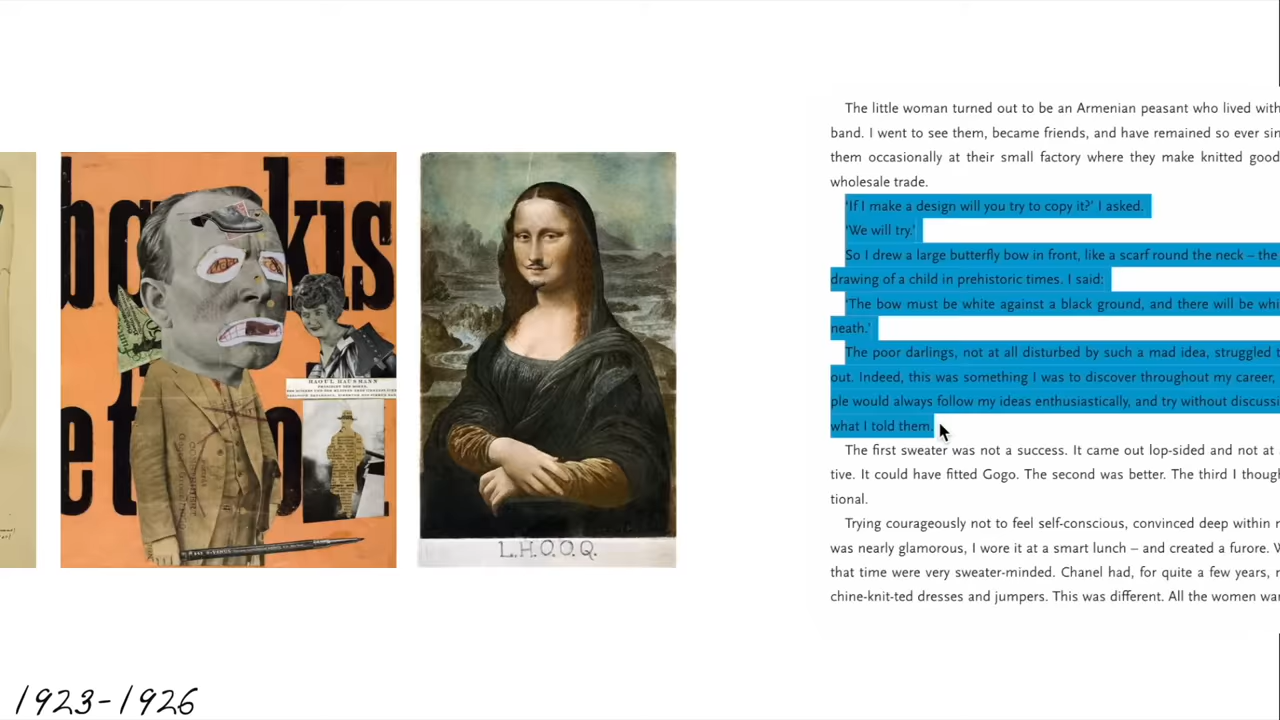 The little woman turned out to be an Armenian peasant who lived with
band. I went to see them, became friends, and have remained so ever sin
them occasionally at their small factory where they make knitted good
wholesale trade.
'If I make a design will you try to copy it?' I asked.
'We will try.'
So I drew a large butterfly bow in front, like a scarf round the neck – the
drawing of a child in prehistoric times. I said:
'The bow must be white against a black ground, and there will be whi
neath.'
The poor darlings, not at all disturbed by such a mad idea, struggled t
out. Indeed, this was something I was to discover throughout my career,
ple would always follow my ideas enthusiastically, and try without discussi
what I told them.
The first sweater was not a success. It came out lop-sided and not at
tive. It could have fitted Gogo. The second was better. The third I though
tional.
Trying courageously not to feel self-conscious, convinced deep within
was nearly glamorous, I wore it at a smart lunch – and created a furore. W
that time were very sweater-minded. Chanel had, for quite a few years,
chine-knit-ted dresses and jumpers. This was different. All the women wa
RAOUL HAUSMANN
L.H.O.O.Q.
1923-1926